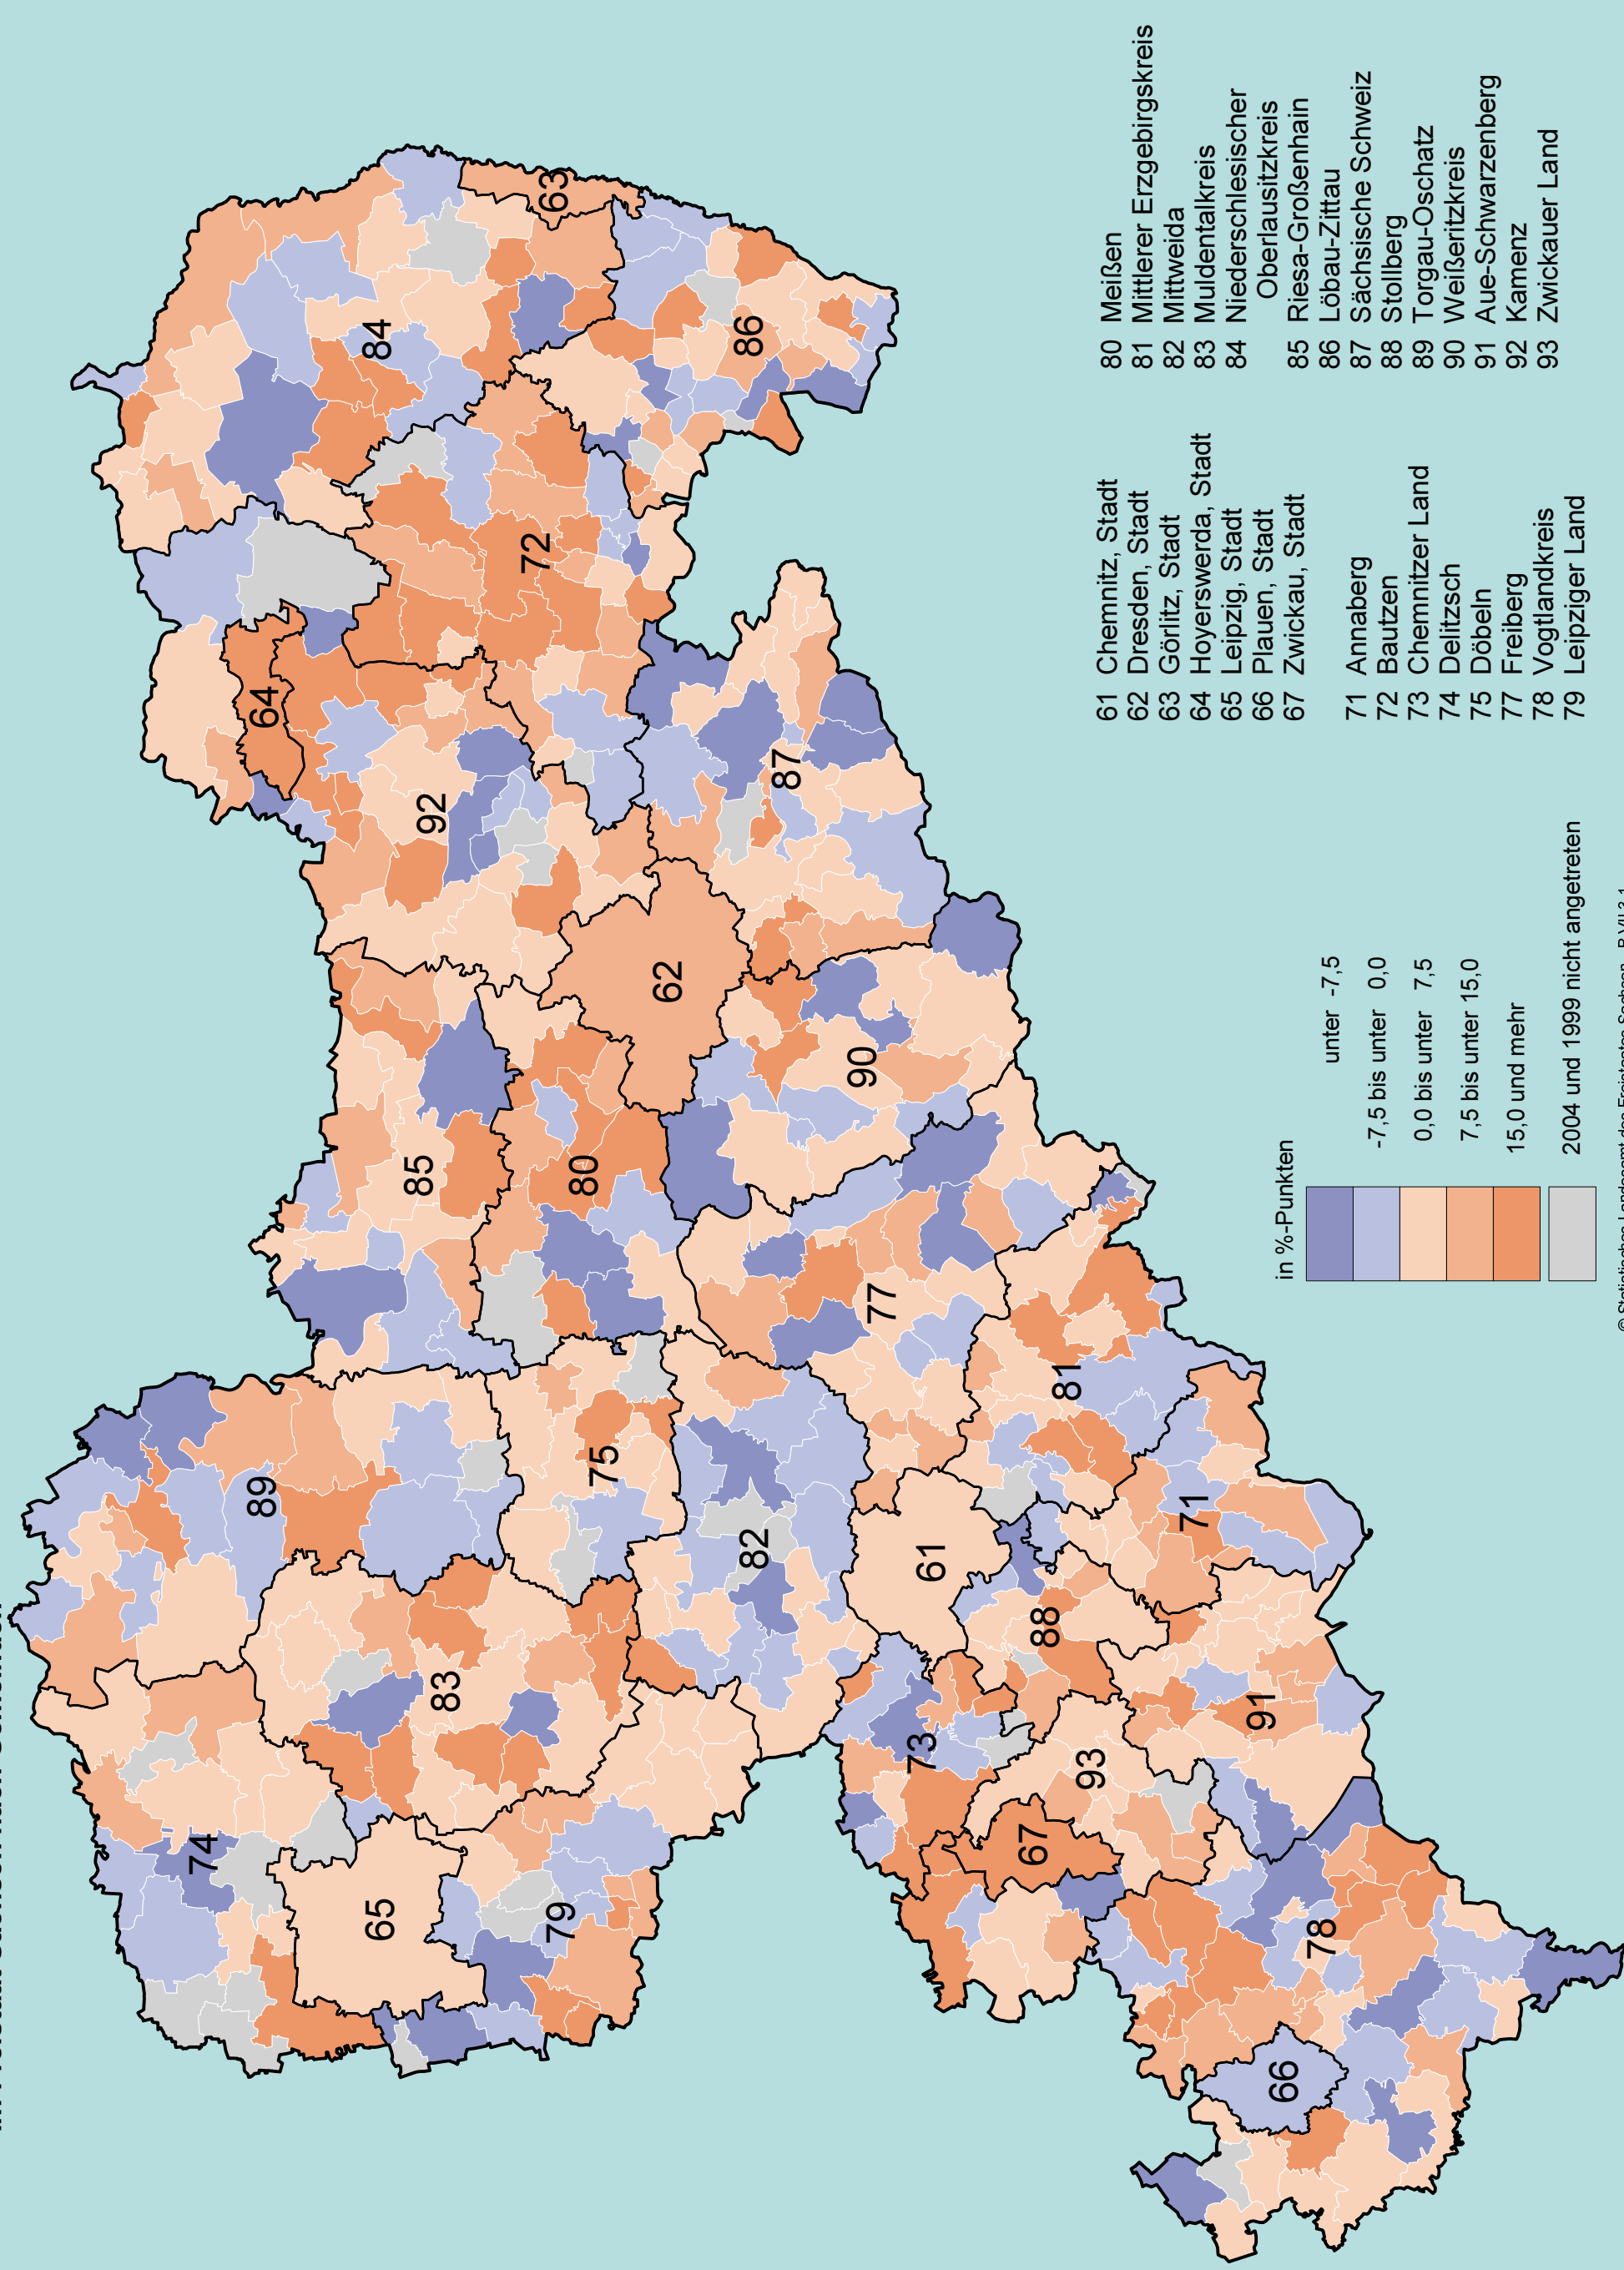 61 Chemnitz, Stadt
62 Dresden, Stadt
63 Görlitz, Stadt
64 Hoyerswerda, Stadt
65 Leipzig, Stadt
66 Plauen, Stadt
67 Zwickau, Stadt
71 Annaberg
72 Bautzen
73 Chemnitzer Land
74 Delitzsch
75 Döbeln
77 Freiberg
78 Vogtlandkreis
79 Leipziger Land
80 Meißen
81 Mittlerer Erzgebirgskreis
82 Mittweida
83 Muldentalkreis
84 Niederschlesischer
Oberlausitzkreis
85 Riesa-Großenhain
86 Löbau-Zittau
87 Sächsische Schweiz
88 Stollberg
89 Torgau-Oschatz
90 Weißeritzkreis
91 Aue-Schwarzenberg
92 Kamenz
93 Zwickauer Land
in %-Punkten
unter -7,5
-7,5 bis unter 0,0
0,0 bis unter 7,5
7,5 bis unter 15,0
15,0 und mehr
2004 und 1999 nicht angetreten
74
89
65
83
79
75
82
85
80
77
61
73
88
81
71
67
93
91
78
66
64
92
62
90
87
84
72
63
86